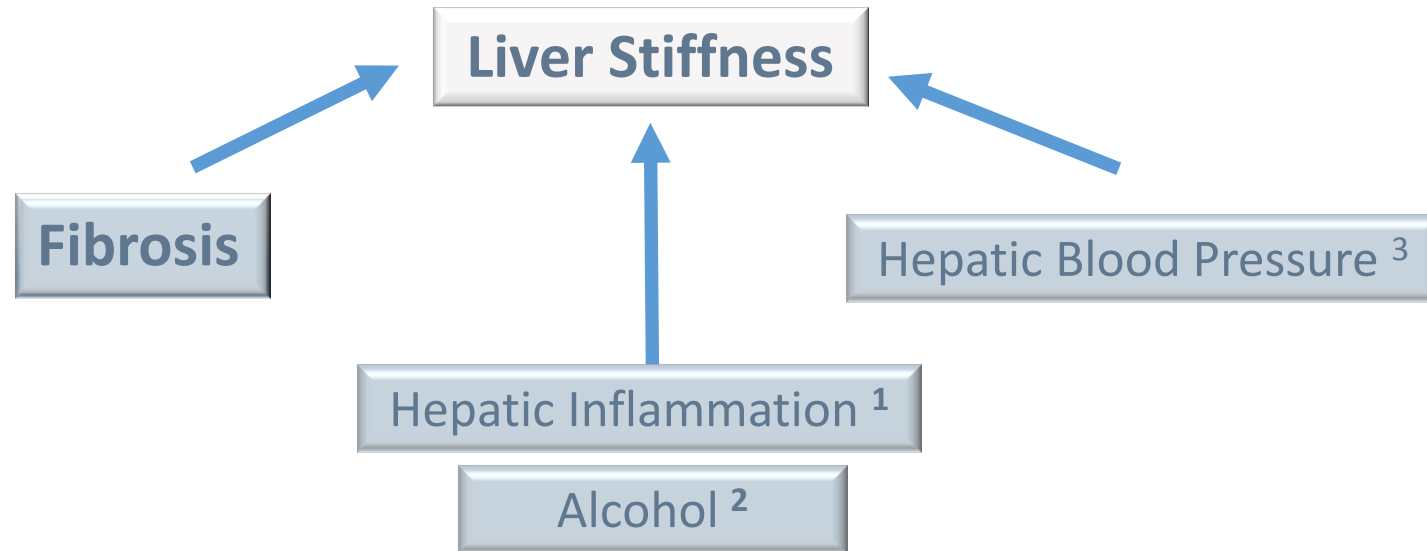 Liver Stiffness
Fibrosis
Hepatic Blood Pressure ³
Hepatic Inflammation ¹
Alcohol ²